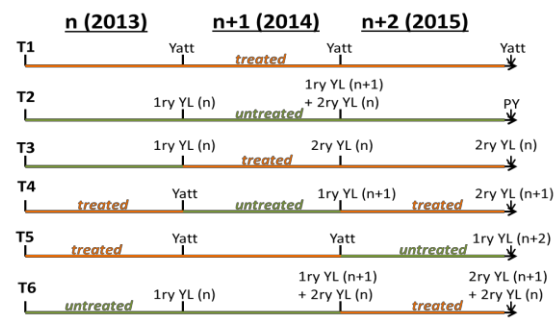 n (2013) n+1 (2014) n+2 (2015)
T1 Yatt Yatt Yatt
treated
T2 1ry YL (n) 1ry YL (n+1)
+ 2ry YL (n) PY
untreated
T3 1ry YL (n) 2ry YL (n) 2ry YL (n)
treated
T4 treated Yatt untreated 1ry YL (n+1) treated 2ry YL (n+1)
T5 treated Yatt Yatt untreated 1ry YL (n+2)
T6 untreated 1ry YL (n) 1ry YL (n+1)
+ 2ry YL (n) treated 2ry YL (n+1)
+ 2ry YL (n)